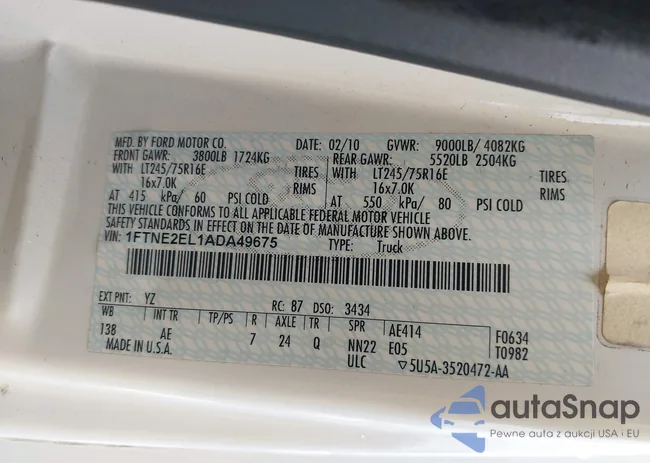 MFD. BY FORD MOTOR CO. DATE: 02/10 GVWR: 9000LB/ 4082KG
FRONT GAWR: 3800LB 1724KG REAR GAWR: 5520LB 2504KG
WITH LT245/75R16E TIRES WITH LT245/75R16E TIRES
16x7.0K RIMS 16x7.0K RIMS
AT 415 kPa/ 60 PSI COLD AT 550 kPa/ 80 PSI COLD
THIS VEHICLE CONFORMS TO ALL APPLICABLE FEDERAL MOTOR VEHICLE
SAFETY STANDARDS IN EFFECT ON THE DATE OF MANUFACTURE SHOWN ABOVE.
VIN: 1FTNE2EL1ADA49675 TYPE: Truck
EXT PNT: YZ RC: 87 DSO: 3434
WB INT TR TP/PS R AXLE TR SPR AE414 F0634
138 AE 7 24 Q NN22 E05 T0982
MADE IN U.S.A. ULC ▽5U5A-3520472-AA
autoSnap
Pewne auta z aukcji USA i EU